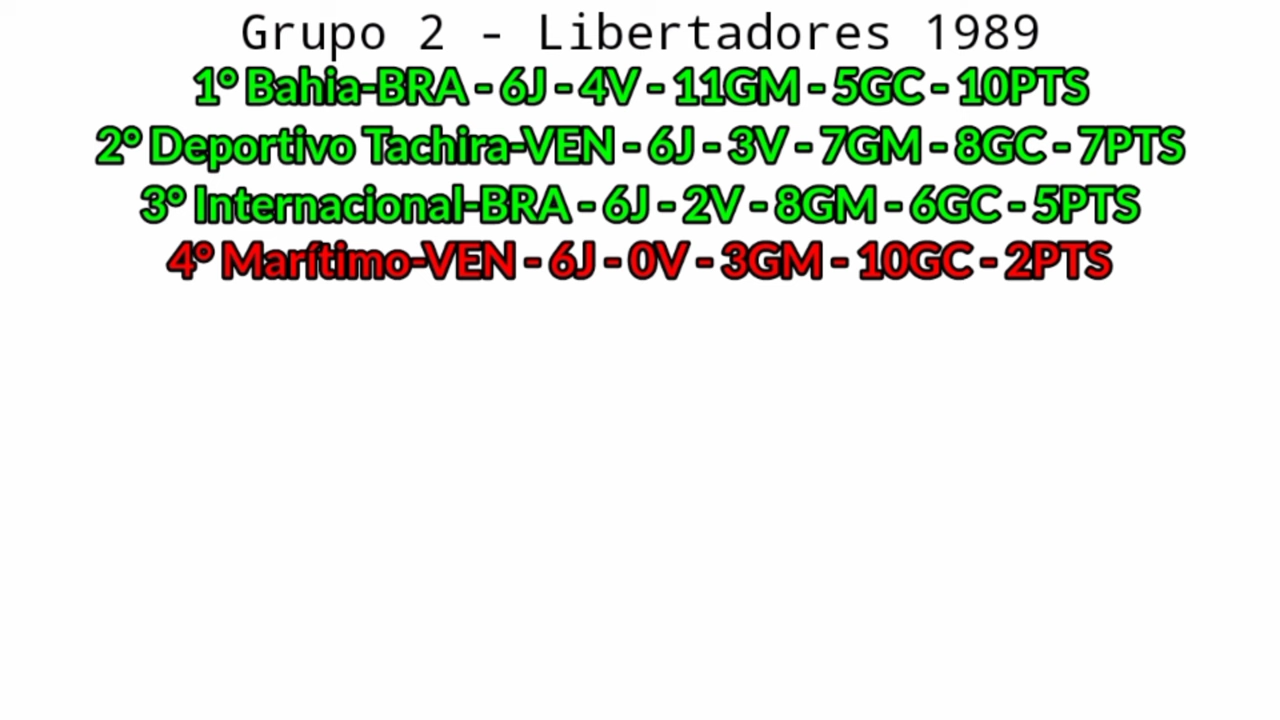 Grupo 2 - Libertadores 1989
1° Bahia-BRA - 6J - 4V - 11GM - 5GC - 10PTS
2° Deportivo Tachira-VEN - 6J - 3V - 7GM - 8GC - 7PTS
3° Internacional-BRA - 6J - 2V - 8GM - 6GC - 5PTS
4° Marítimo-VEN - 6J - 0V - 3GM - 10GC - 2PTS